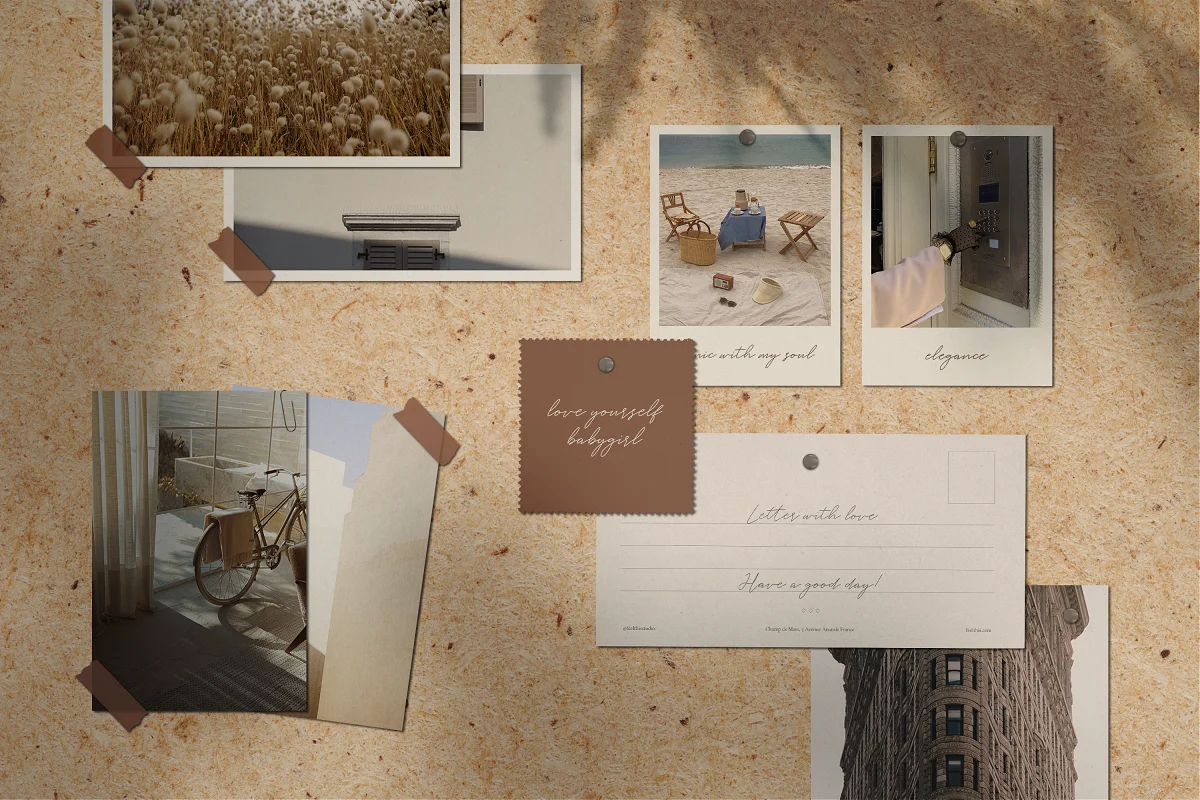 nic with my soul
elegance
love yourself
babygirl
Letter with love
Have a good day!